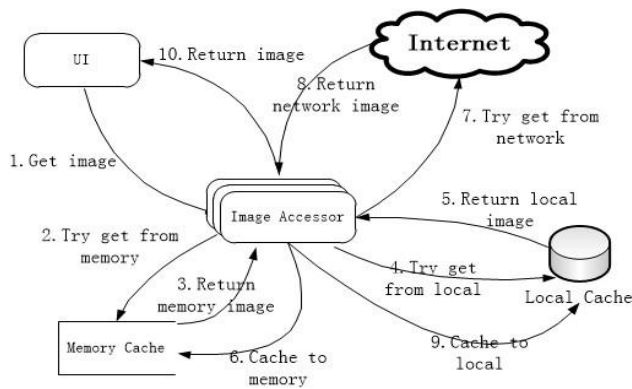 UI
10. Return image
Internet
8. Return
network image
7. Try get from
network
1. Get image
Image Accessor
5. Return local
image
2. Try get from
memory
3. Return
memory image
4. Try get
from local
Local Cache
Memory Cache
6. Cache to
memory
9. Cache to
local